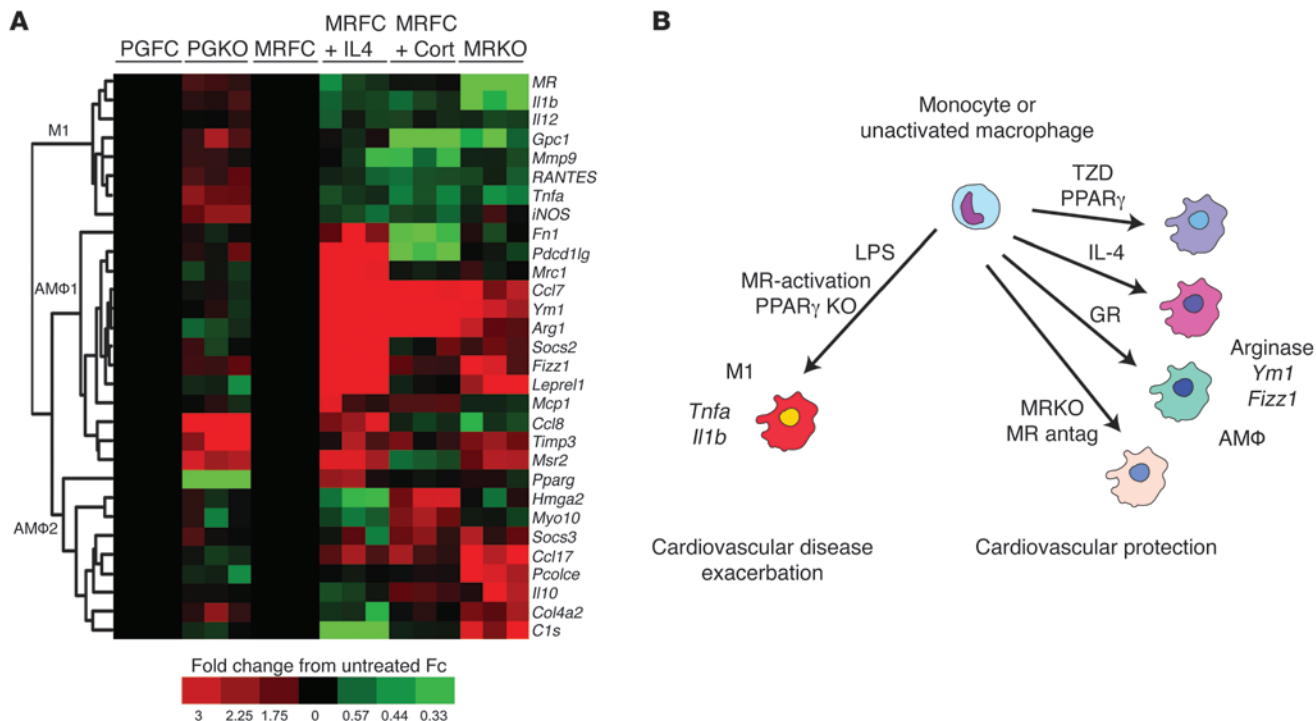 A
PGFC PGKO MRFC MRFC + IL4 MRFC + Cort MRKO
MR
Il1b
Il12
Gpc1
Mmp9
RANTES
Tnfa
iNOS
Fn1
Pdcd1lg
Mrc1
Ccl7
Ym1
Arg1
Socs2
Fizz1
Leprel1
Mcp1
Ccl8
Timp3
Msr2
Pparg
Hmga2
Myo10
Socs3
Ccl17
Pcolce
Il10
Col4a2
C1s
M1
AMΦ1
AMΦ2
Fold change from untreated Fc
3 2.25 1.75 0 0.57 0.44 0.33
B
Monocyte or
unactivated macrophage
TZD
PPARγ
IL-4
GR
MRKO
MR antag
LPS
MR-activation
PPARγ KO
M1
Tnfa
Il1b
Arginase
Ym1
Fizz1
AMΦ
Cardiovascular disease
exacerbation
Cardiovascular protection